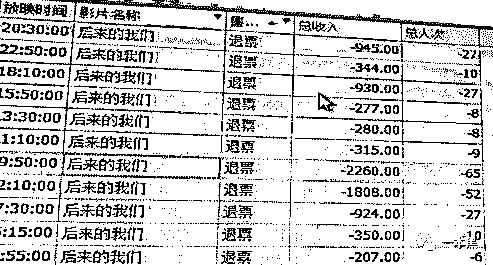 放映时间 影片名称 总收入 总人次
20:30:00 后来的我们 退票 -945.00 -27
22:50:00 后来的我们 退票 -344.00 -10
18:10:00 后来的我们 退票 -930.00 -27
15:50:00 后来的我们 退票 -277.00 -8
13:30:00 后来的我们 退票 -280.00 -8
11:10:00 后来的我们 退票 -315.00 -9
9:50:00 后来的我们 退票 -2260.00 -65
2:10:00 后来的我们 退票 -1808.00 -52
7:30:00 后来的我们 退票 -924.00 -27
5:15:00 后来的我们 退票 -350.00 -10
5:55:00 后来的我们 退票 -207.00 -6